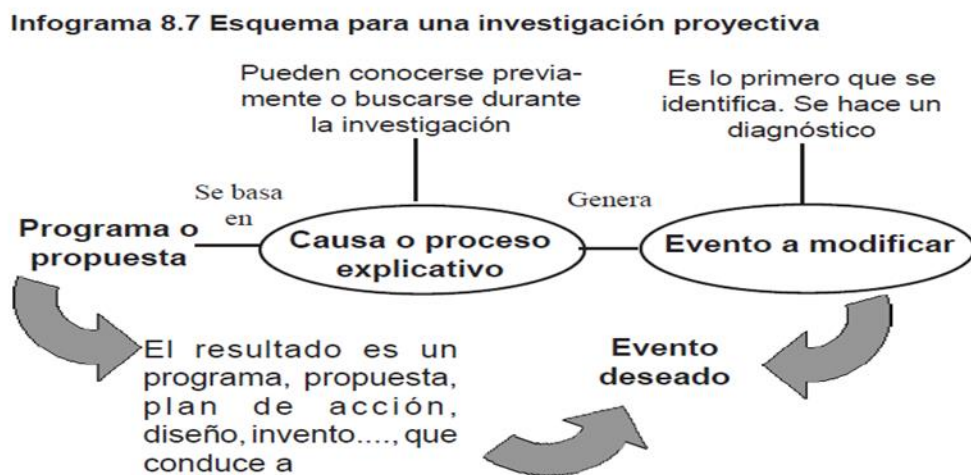 Infograma 8.7 Esquema para una investigación proyectiva
Pueden conocerse previa-
mente o buscarse durante
la investigación
Es lo primero que se
identifica. Se hace un
diagnóstico
Programa o
propuesta
Se basa
en
Causa o proceso
explicativo
Genera
Evento a modificar
El resultado es un
programa, propuesta,
plan de acción,
diseño, invento...., que
conduce a
Evento
deseado